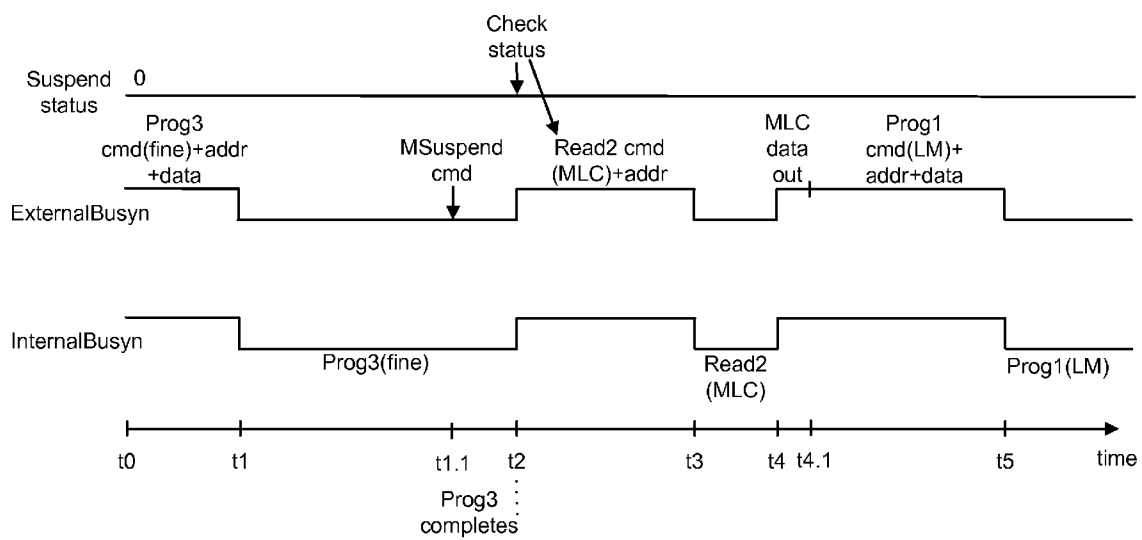 Check
status
Suspend
status
0
Prog3
cmd(fine)+addr
+data
MSuspend
cmd
Read2 cmd
(MLC)+addr
MLC
data
out
Prog1
cmd(LM)+
addr+data
ExternalBusyn
InternalBusyn
Prog3(fine)
Read2
(MLC)
Prog1(LM)
t0 t1 t1.1 t2 t3 t4 t4.1 t5 time
Prog3
completes